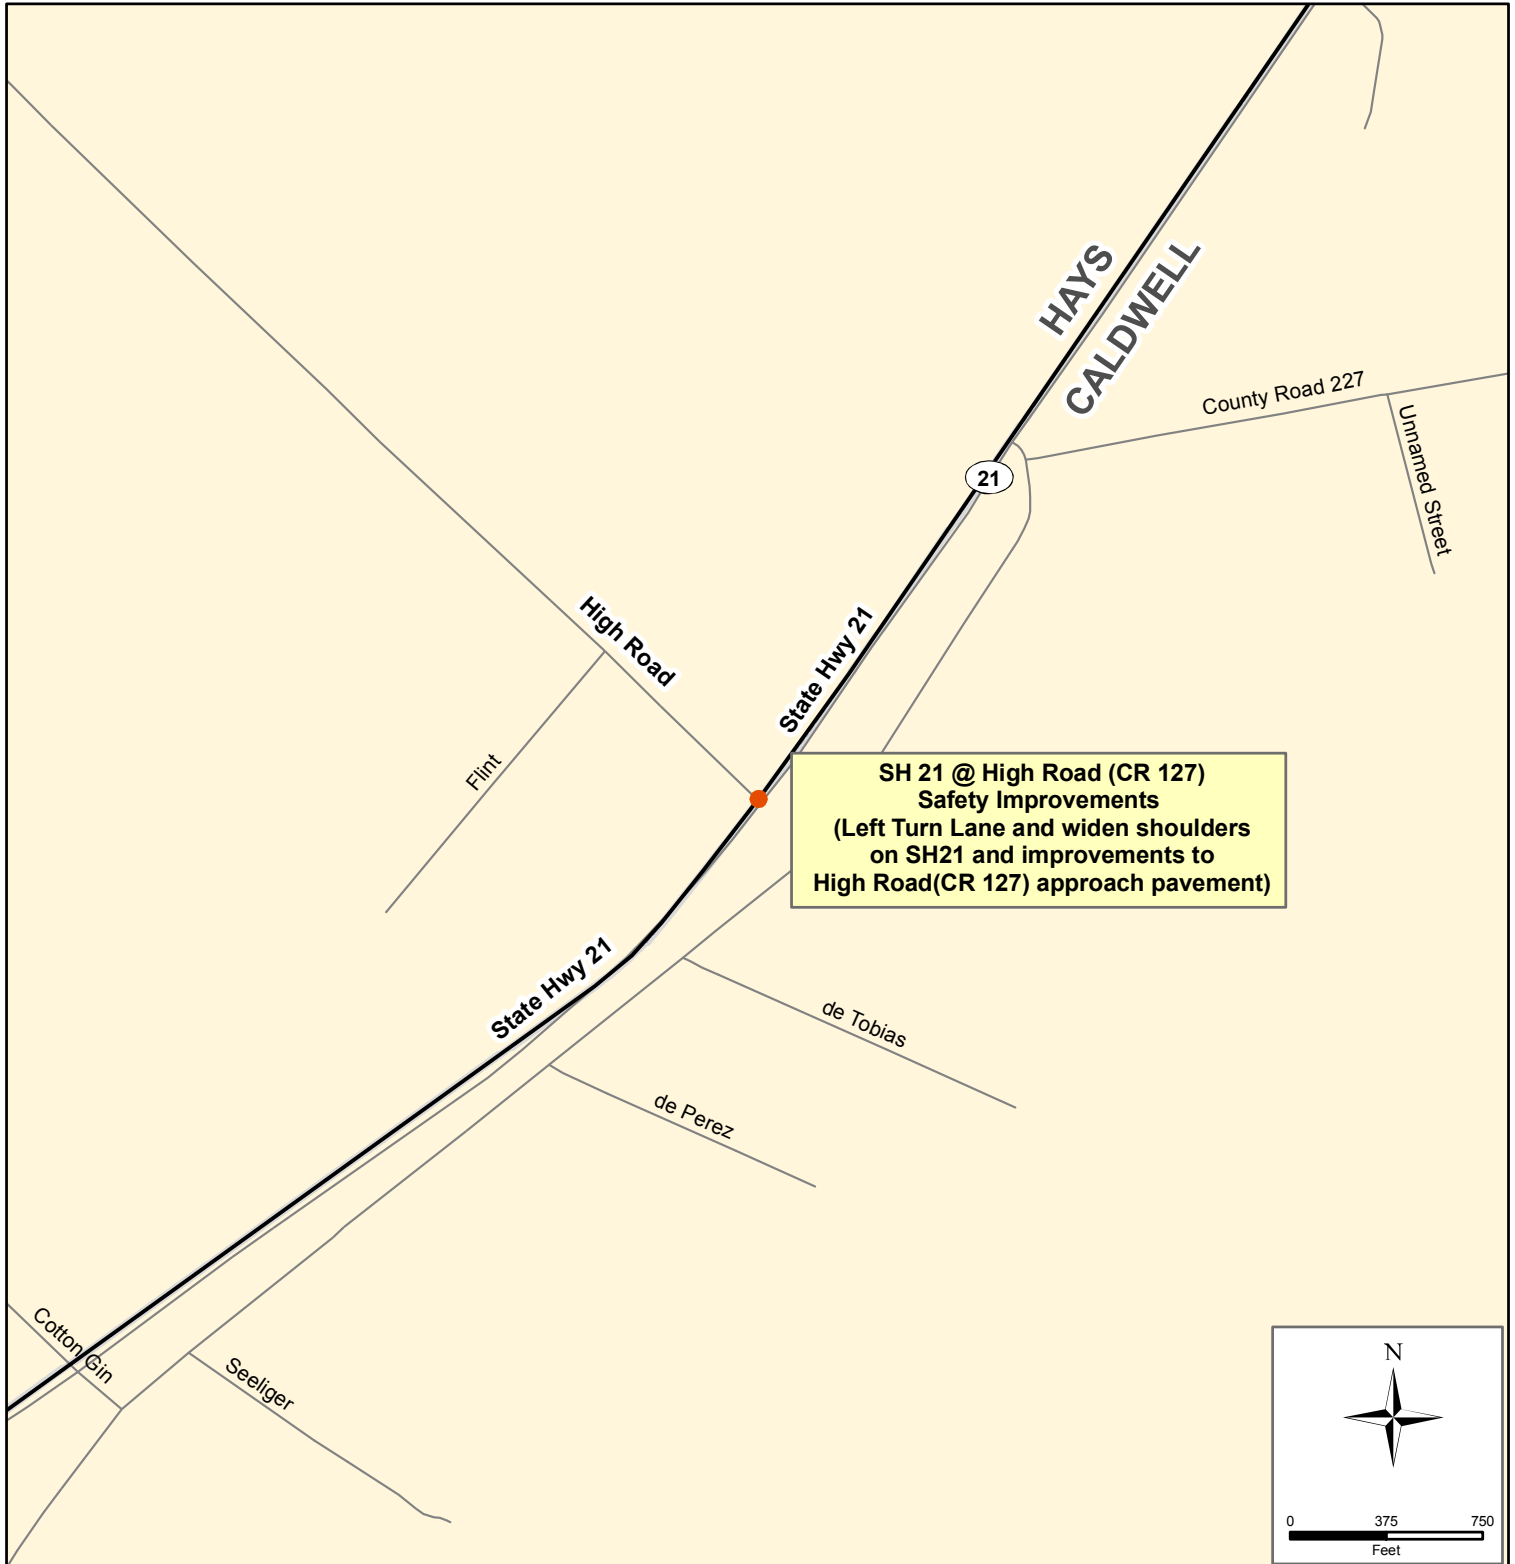 HAYS
CALDWELL
County Road 227
Unnamed Street
21
High Road
State Hwy 21
Flint
SH 21 @ High Road (CR 127)
Safety Improvements
(Left Turn Lane and widen shoulders
on SH21 and improvements to
High Road(CR 127) approach pavement)
State Hwy 21
de Tobias
de Perez
Cotton Gin
Seeliger
N
0 375 750
Feet